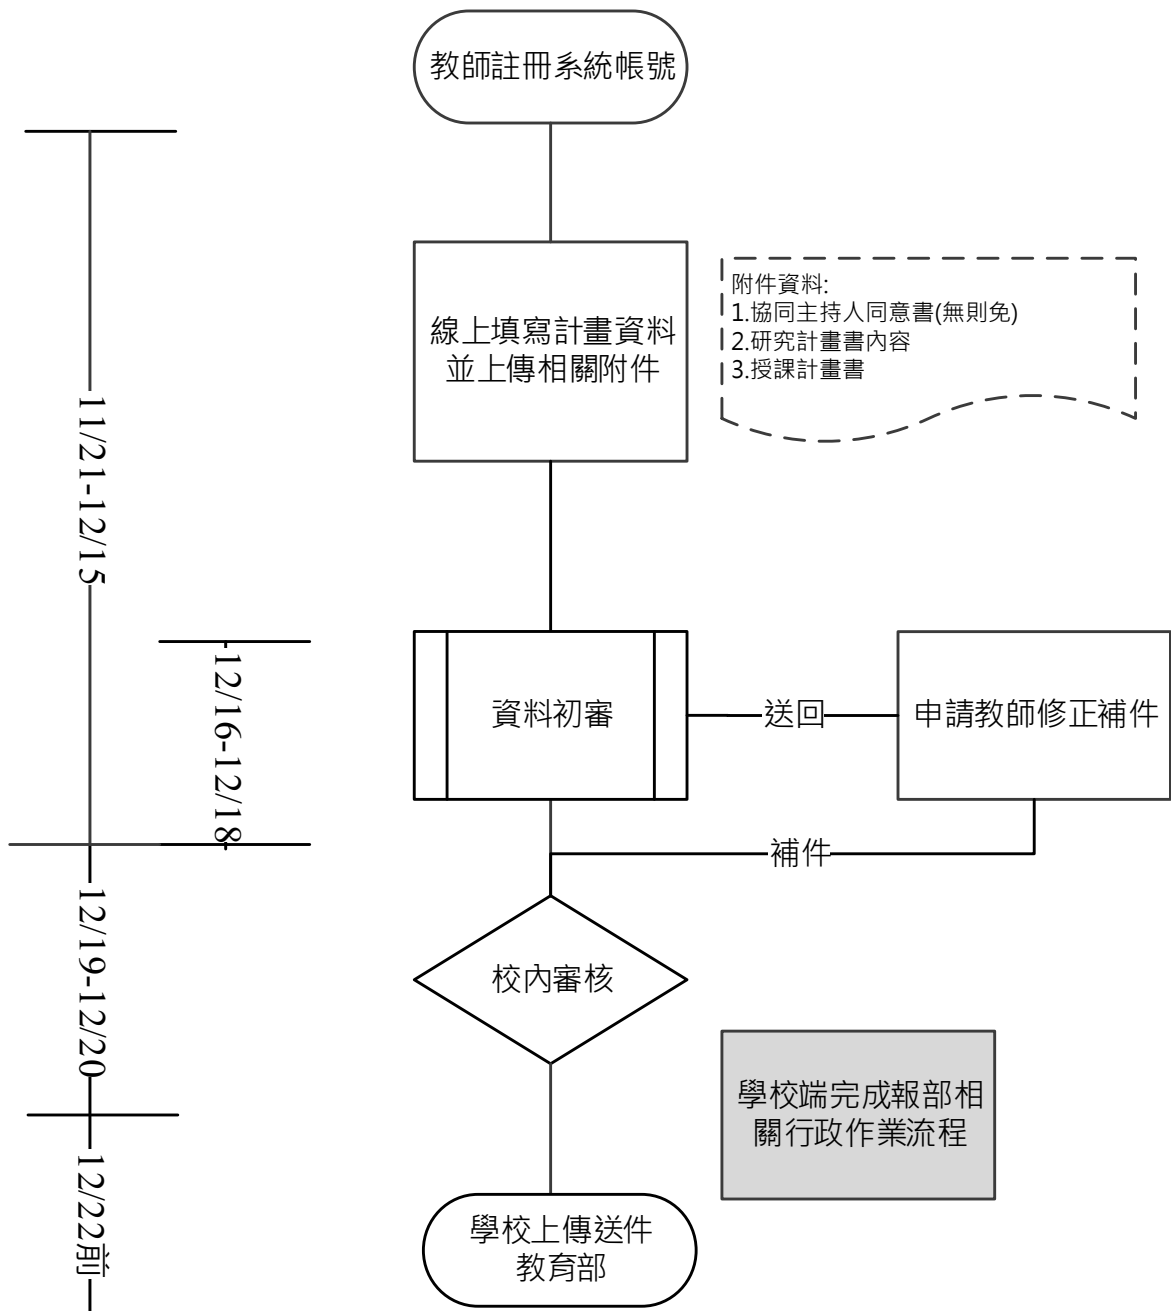 教師註冊系統帳號
線上填寫計畫資料
並上傳相關附件
附件資料:
1.協同主持人同意書(無則免)
2.研究計畫書內容
3.授課計畫書
11/21-12/15
12/16-12/18
資料初審
送回
申請教師修正補件
補件
12/19-12/20
校內審核
學校端完成報部相
關行政作業流程
12/22前
學校上傳送件
教育部